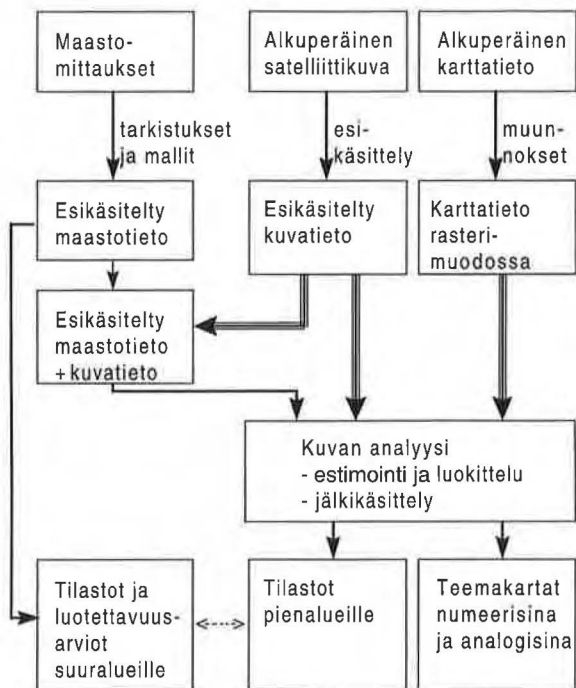 Maasto-
mittaukset
Alkuperäinen
satelliittikuva
Alkuperäinen
karttatieto
tarkistukset
ja mallit
esi-
käsittely
muun-
nokset
Esikäsitelty
maastotieto
Esikäsitelty
kuvatieto
Karttatieto
rasteri-
muodossa
Esikäsitelty
maastotieto
+kuvatieto
Kuvan analyysi
- estimointi ja luokittelu
- jälkikäsittely
Tilastot ja
luotettavuus-
arviot
suuralueille
Tilastot
pienalueille
Teemakartat
numeerisina
ja analogisina